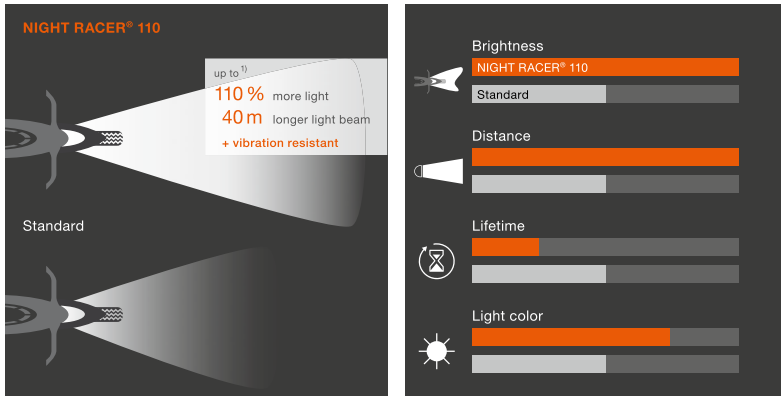 NIGHT RACER® 110
up to 1)
110 % more light
40 m longer light beam
+ vibration resistant
Standard
Brightness
NIGHT RACER® 110
Standard
Distance
Lifetime
Light color